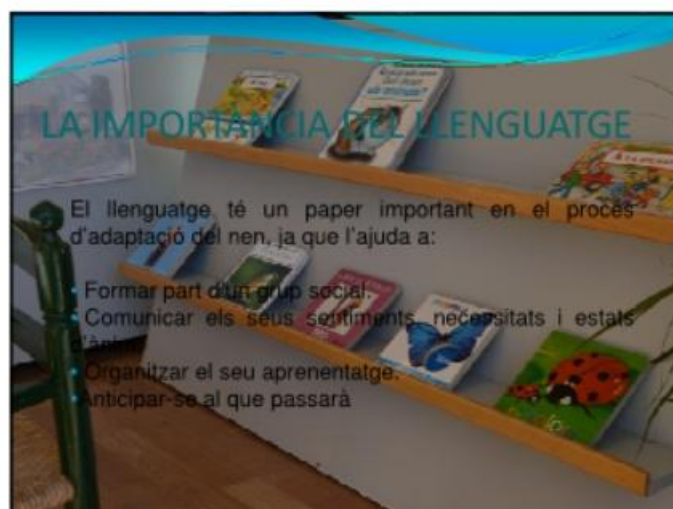 LA IMPORTANCIA DEL LLENGUATGE
El llenguatge té un paper important en el procés
d'adaptació del nen, ja que l'ajuda a:
Formar part d'un grup social.
Comunicar els seus sentiments, necessitats i estats
Organitzar el seu aprenentatge.
Anticipar-se al que passarà